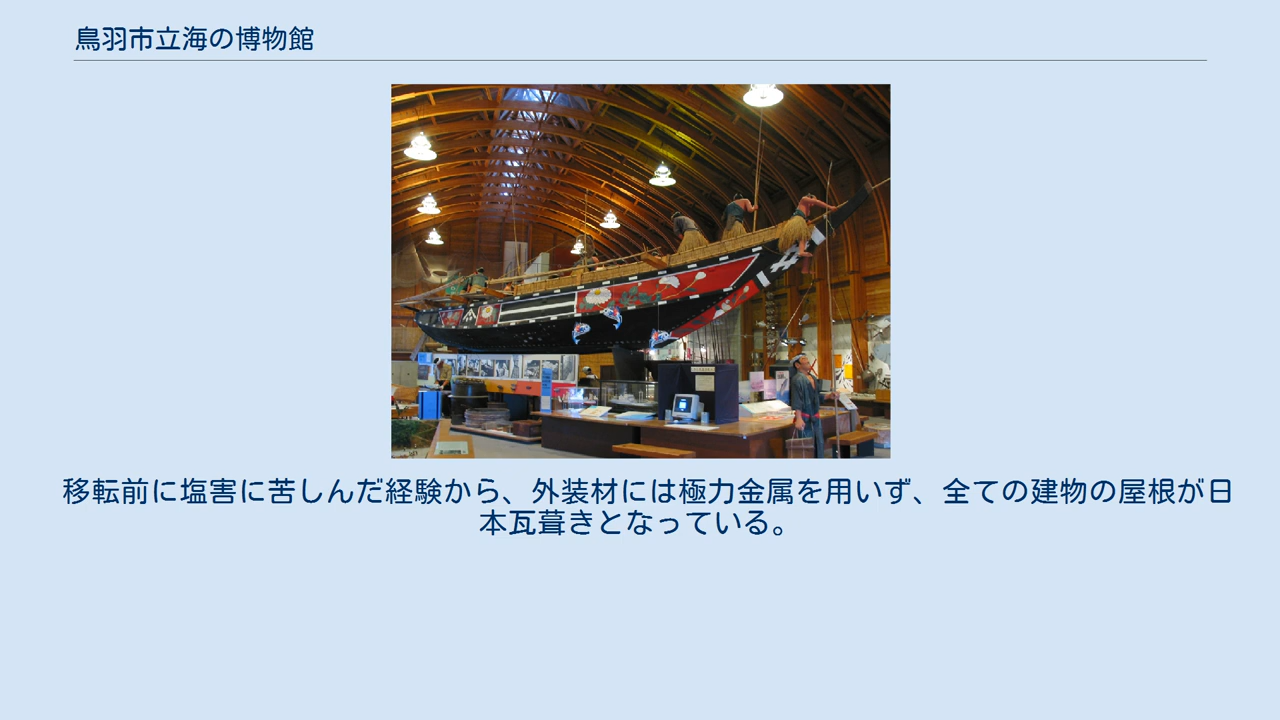 鳥羽市立海の博物館
移転前に塩害に苦しんだ経験から、外装材には極力金属を用いず、全ての建物の屋根が日
本瓦葺きとなっている。